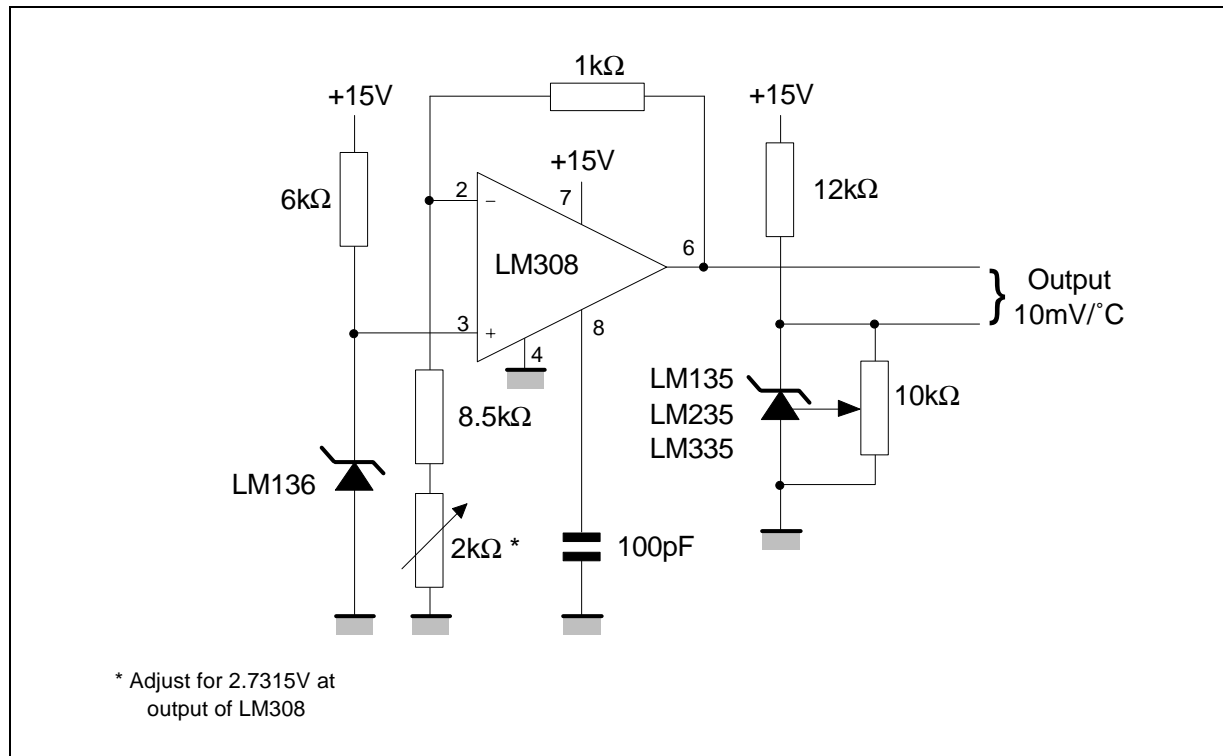 1kΩ
+15V
+15V
+15V
6kΩ
2
−
7
12kΩ
LM308
6
3
+
8
4
}
Output
10mV/˚C
LM135
LM235
LM335
10kΩ
8.5kΩ
LM136
2kΩ *
100pF
* Adjust for 2.7315V at
output of LM308